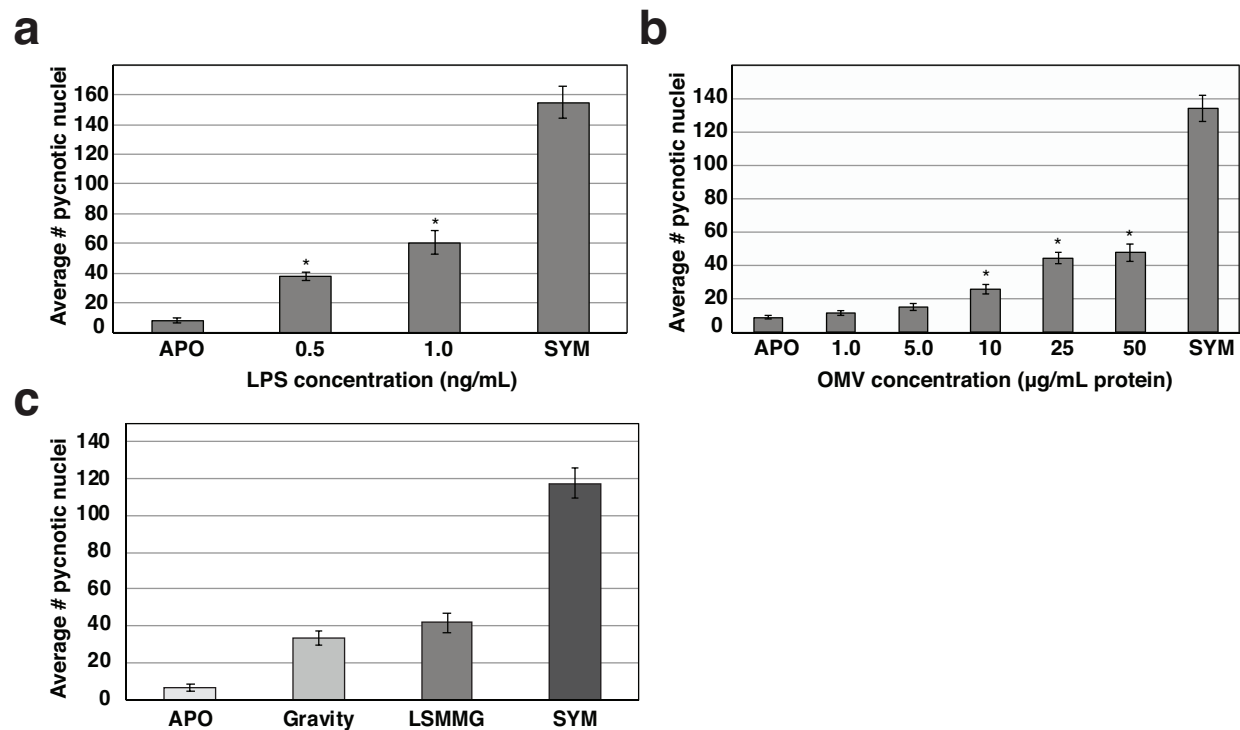 a
Average # pycnotic nuclei
160
140
120
100
80
60
40
20
0
*
*
APO 0.5 1.0 SYM
LPS concentration (ng/mL)
b
Average # pycnotic nuclei
140
120
100
80
60
40
20
0
*
*
*
APO 1.0 5.0 10 25 50 SYM
OMV concentration (µg/mL protein)
c
Average # pycnotic nuclei
140
120
100
80
60
40
20
0
APO Gravity LSMMG SYM